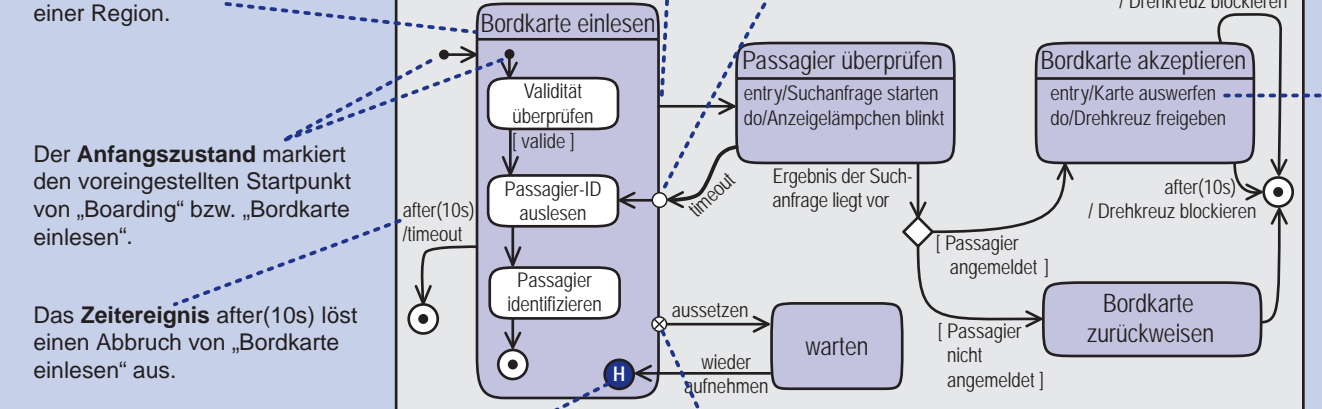 einer Region.
Der Anfangszustand markiert
den voreingestellten Startpunkt
von „Boarding" bzw. „Bordkarte
einlesen".
Das Zeitereignis after(10s) löst
einen Abbruch von „Bordkarte
einlesen" aus.
after(10s)
/timeout
Bordkarte einlesen
Validität
überprüfen
[ valide ]
Passagier-ID
auslesen
Passagier
identifizieren
H
timeout
aussetzen
wieder
aufnehmen
warten
Passagier überprüfen
entry/Suchanfrage starten
do/Anzeigelämpchen blinkt
Ergebnis der Such-
anfrage liegt vor
[ Passagier
angemeldet ]
[ Passagier
nicht
angemeldet ]
/ Drehkreuz blockieren
Bordkarte akzeptieren
entry/Karte auswerfen
do/Drehkreuz freigeben
after(10s)
/ Drehkreuz blockieren
Bordkarte
zurückweisen